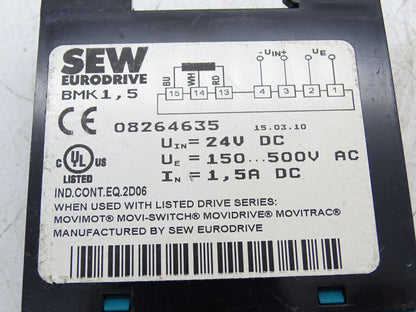 SEW
EURODRIVE
BMK1,5
BU WH RD
15 14 13
-UIN+ UE
4 3 2 1
08264635 15.03.10
UIN= 24V DC
UE = 150...500V AC
IN = 1,5A DC
C UL US
LISTED
IND.CONT.EQ.2D06
WHEN USED WITH LISTED DRIVE SERIES:
MOVIMOT® MOVI-SWITCH® MOVIDRIVE® MOVITRAC®
MANUFACTURED BY SEW EURODRIVE